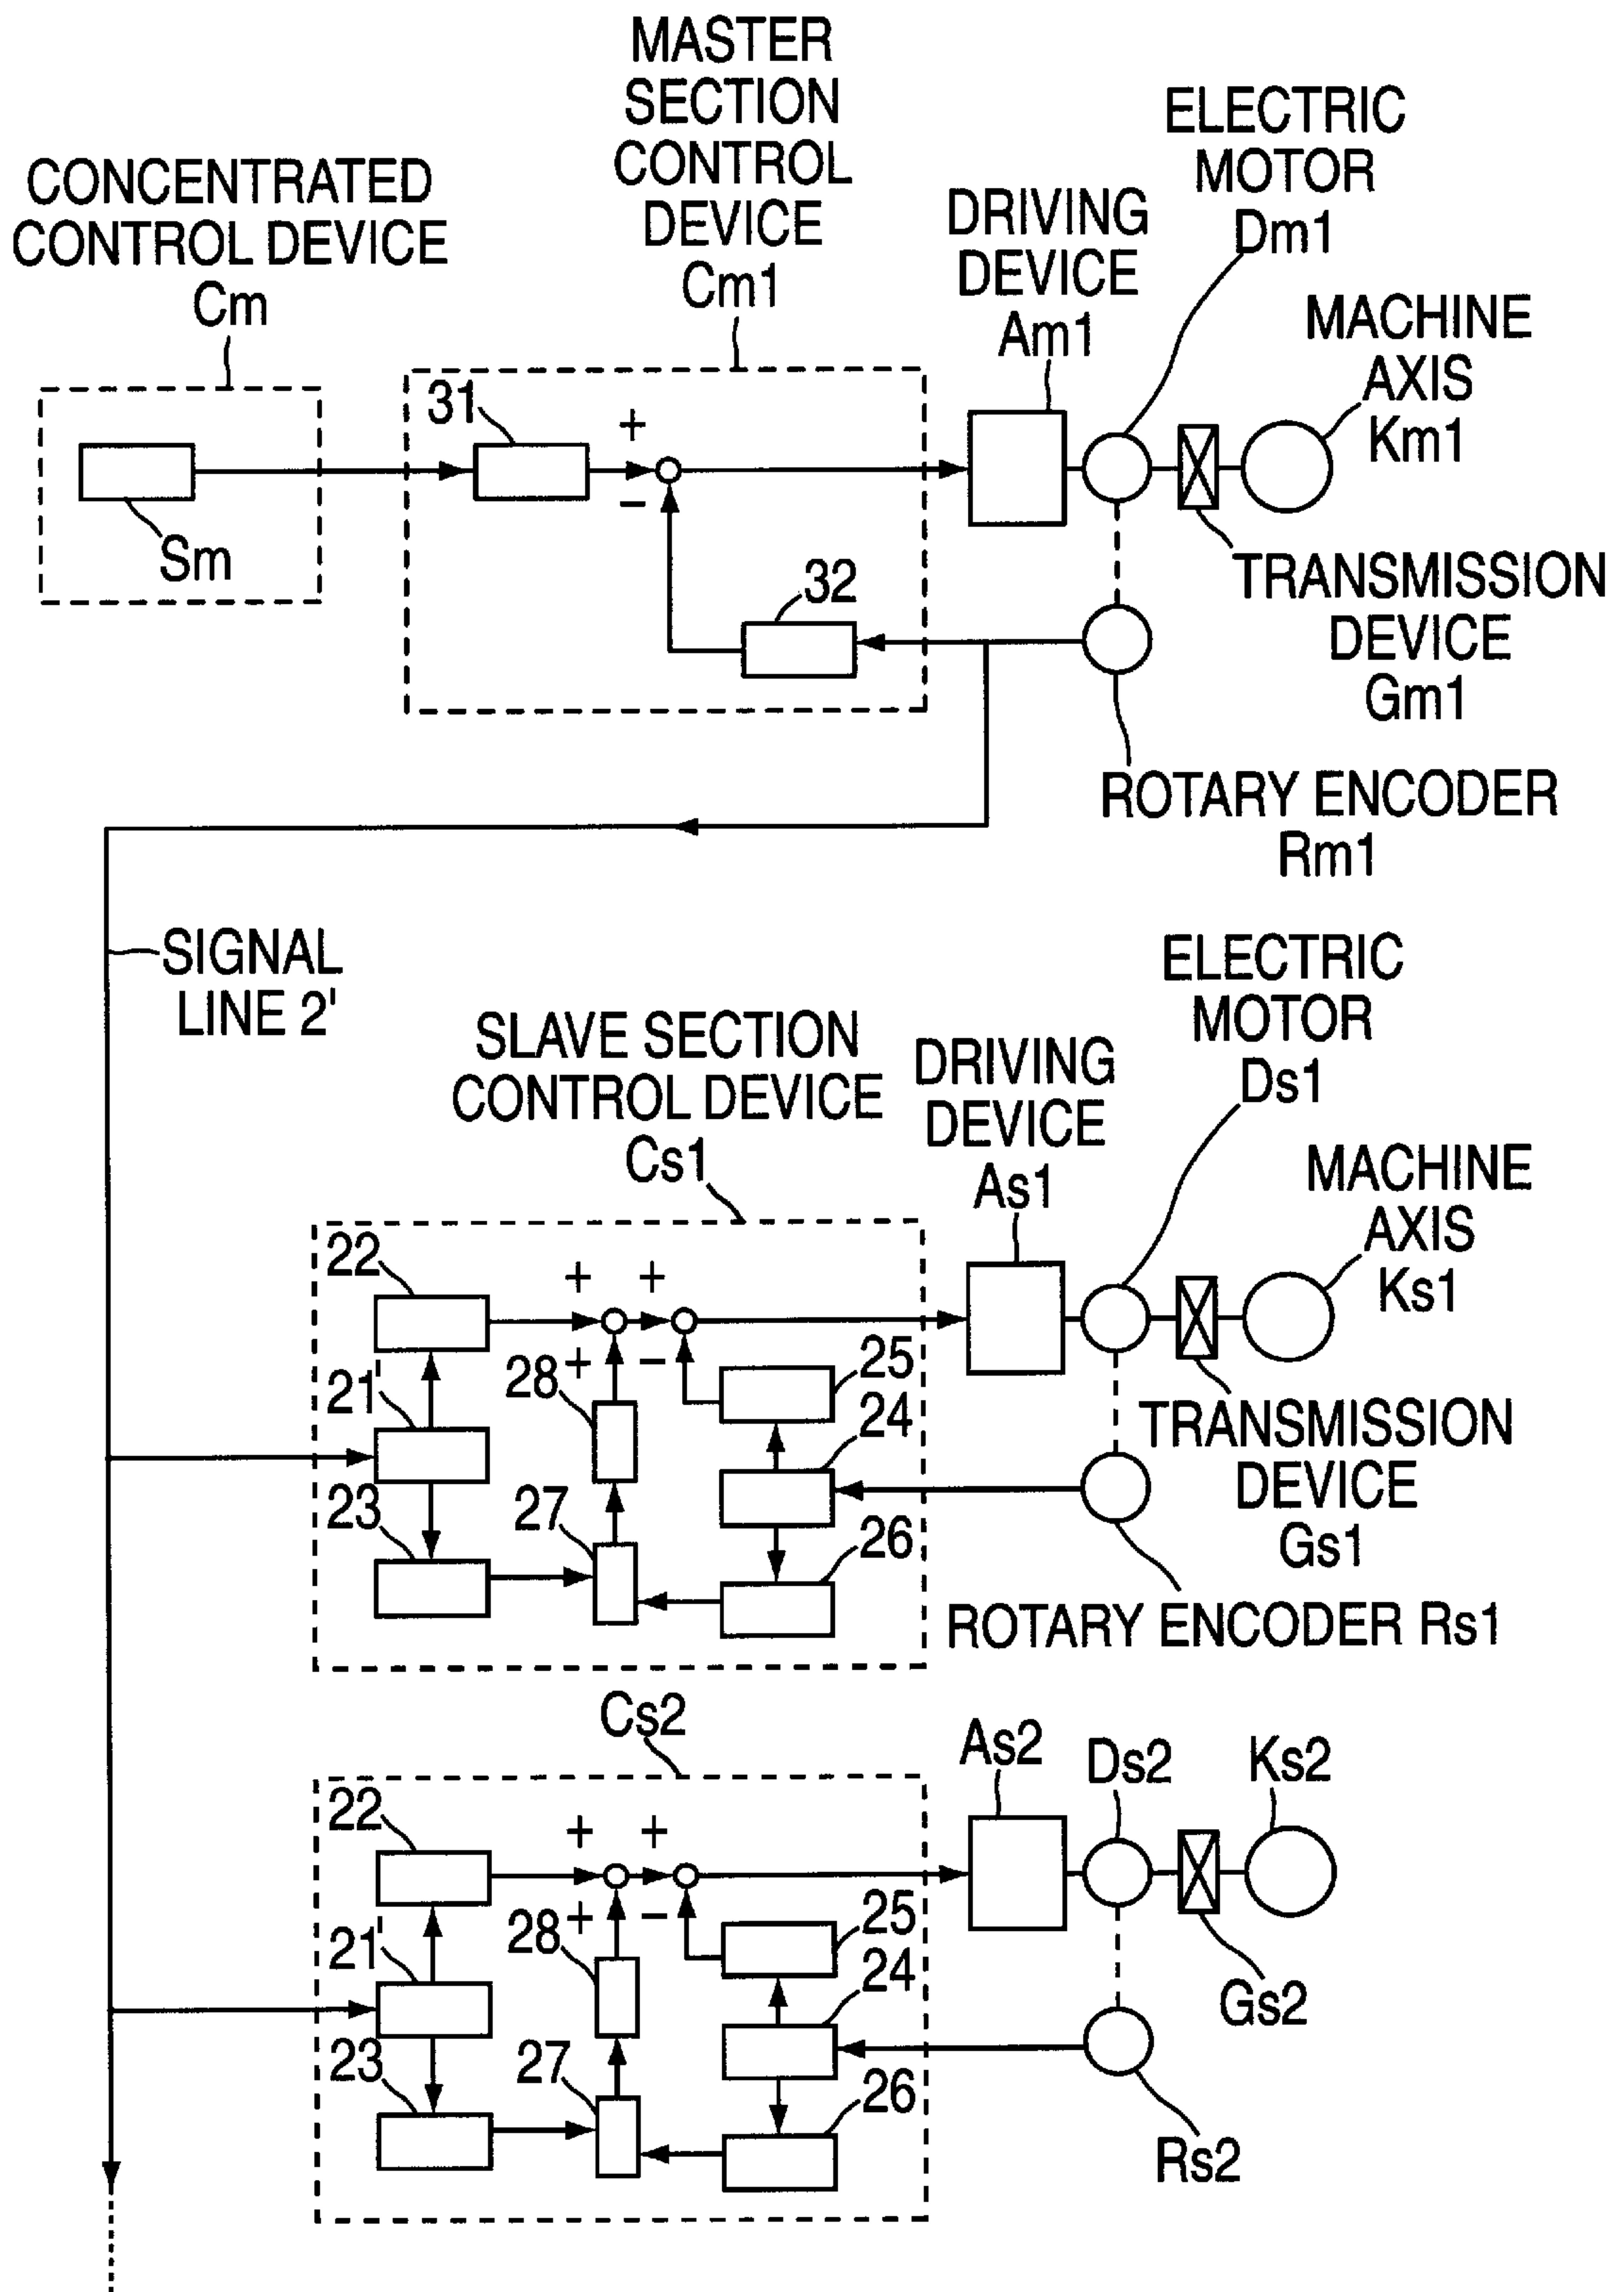 MASTER
SECTION
CONTROL
DEVICE
Cm1
ELECTRIC
MOTOR
Dm1
CONCENTRATED
CONTROL DEVICE
Cm
DRIVING
DEVICE
Am1
MACHINE
AXIS
Km1
31
+
−
Sm
32
TRANSMISSION
DEVICE
Gm1
ROTARY ENCODER
Rm1
SIGNAL
LINE 2'
ELECTRIC
MOTOR
Ds1
SLAVE SECTION
CONTROL DEVICE
Cs1
DRIVING
DEVICE
As1
MACHINE
AXIS
Ks1
22
+ +
+ −
25
28
21'
24
TRANSMISSION
DEVICE
Gs1
23
27
26
ROTARY ENCODER Rs1
Cs2
As2
Ds2
Ks2
22
+ +
+ −
25
28
21'
24
Gs2
23
27
26
Rs2